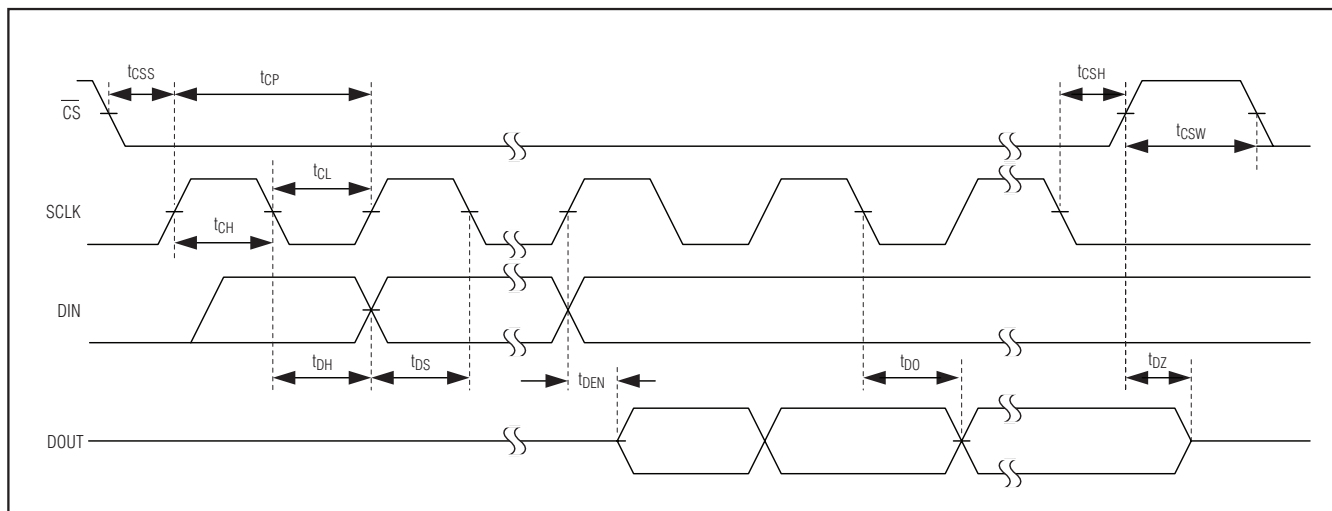 tCSS
tCP
tCSH
CS
tCSW
tCL
SCLK
tCH
DIN
tDH
tDS
tDEN
tDO
tDZ
DOUT